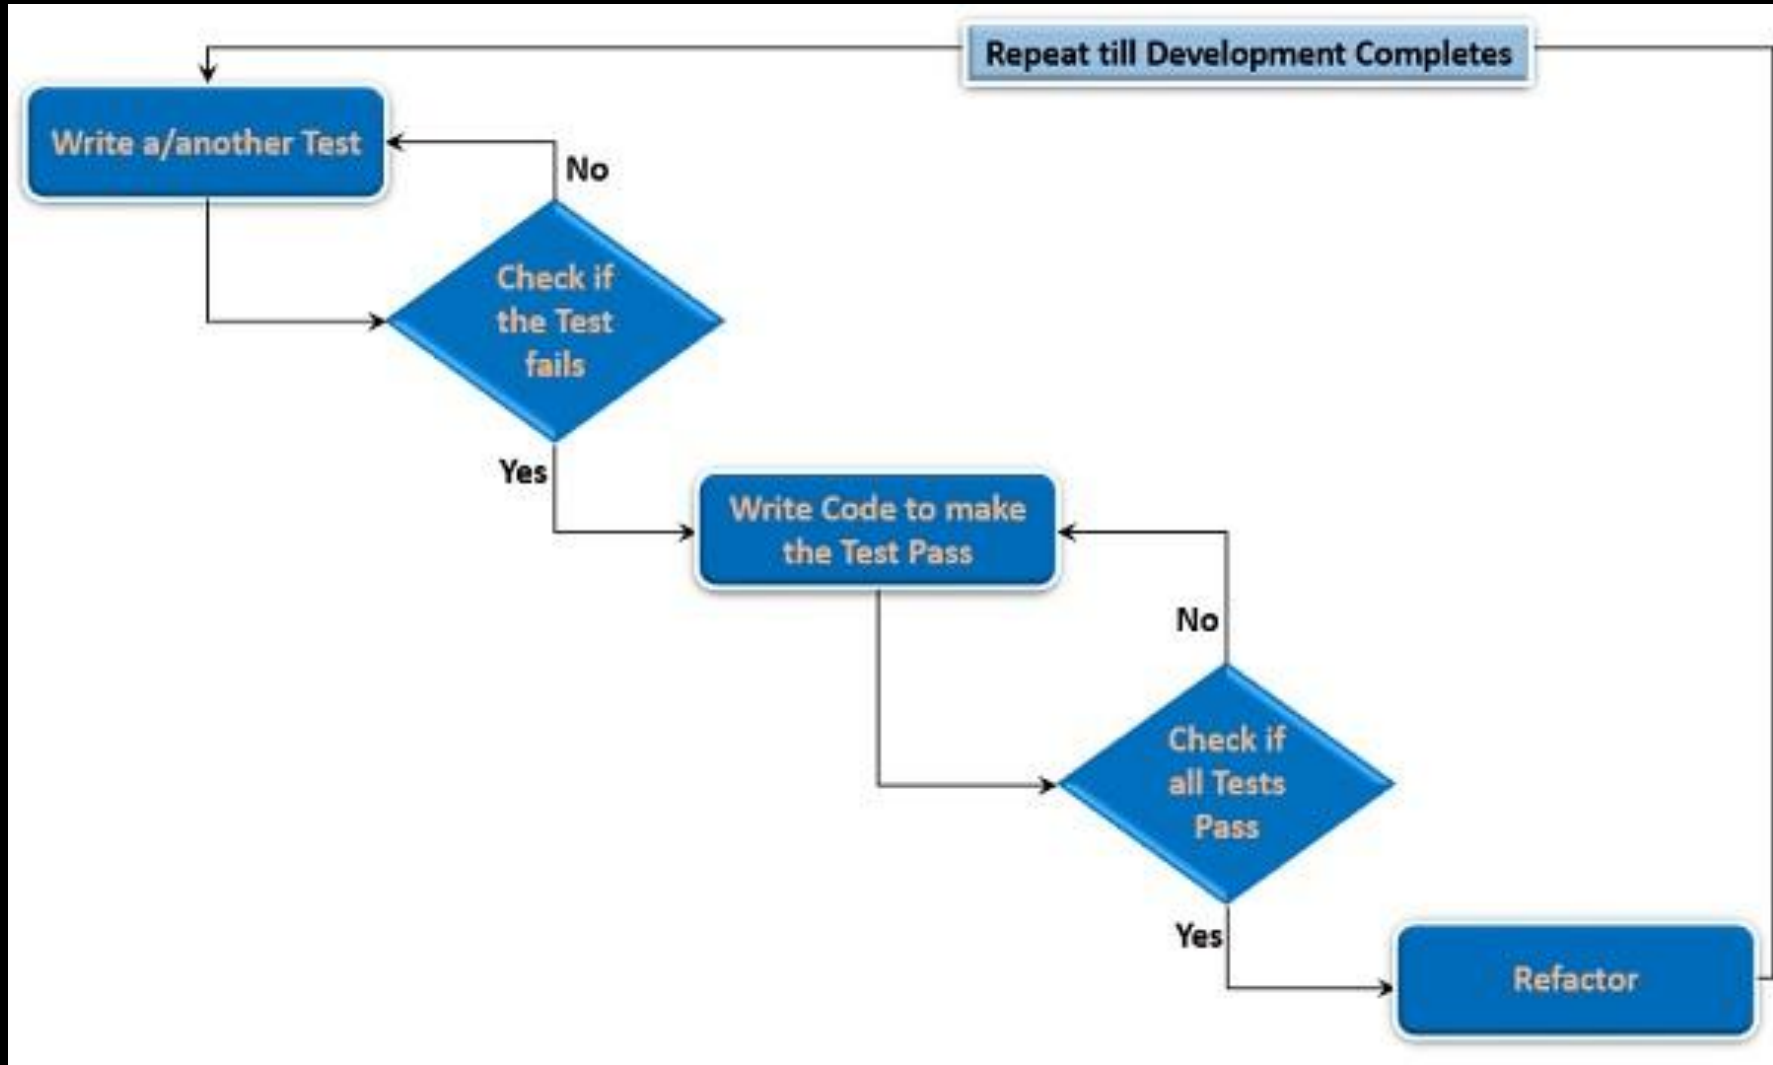 Repeat till Development Completes
Write a/another Test
No
Check if
the Test
fails
Yes
Write Code to make
the Test Pass
No
Check if
all Tests
Pass
Yes
Refactor